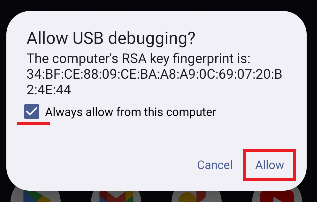 Allow USB debugging?
The computer's RSA key fingerprint is:
34:BF:CE:88:09:CE:BA:A8:A9:0C:69:07:20:B
2:4E:44
Always allow from this computer
Cancel Allow